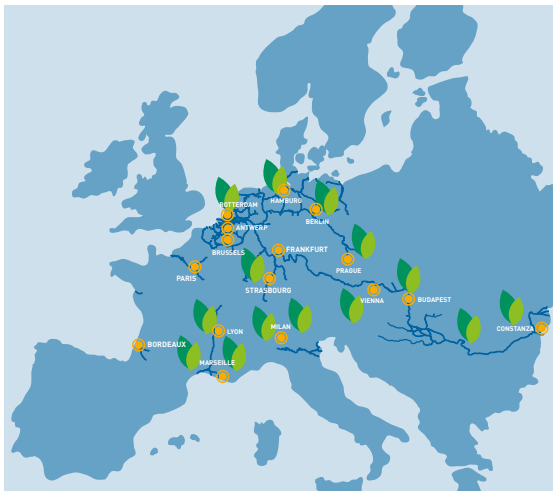 HAMBURG
ROTTERDAM
BERLIN
ANTWERP
BRUSSELS
FRANKFURT
PRAGUE
PARIS
STRASBOURG
VIENNA
BUDAPEST
LYON
MILAN
CONSTANZA
BORDEAUX
MARSEILLE